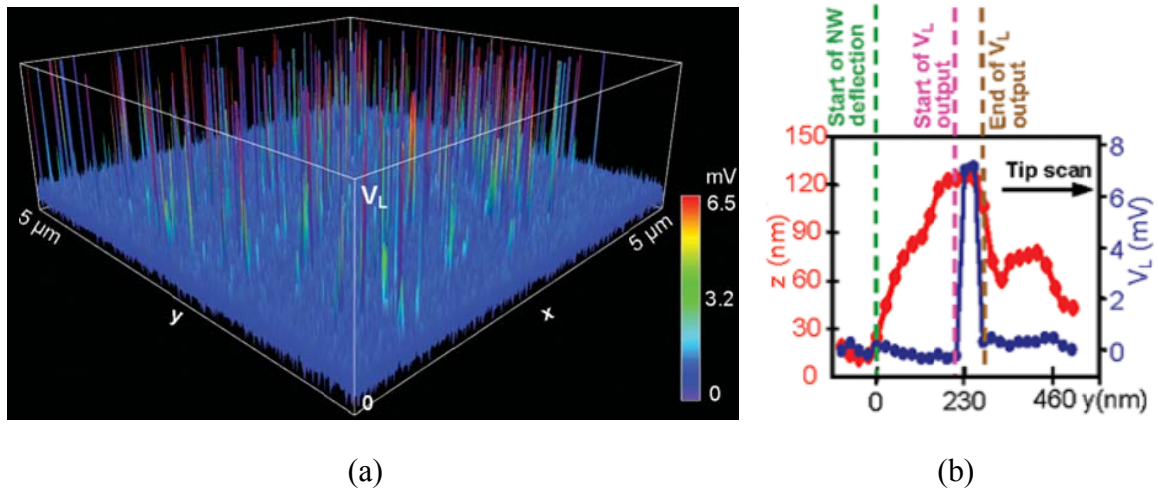 mV
6.5
3.2
0
V_L
5 μm
5 μm
y
x
0
(a)
Start of NW
deflection
Start of V_L
output
End of V_L
output
150
120
90
60
30
0
z (nm)
Tip scan
8
6
4
2
0
V_L (mV)
0
230
460 y(nm)
(b)